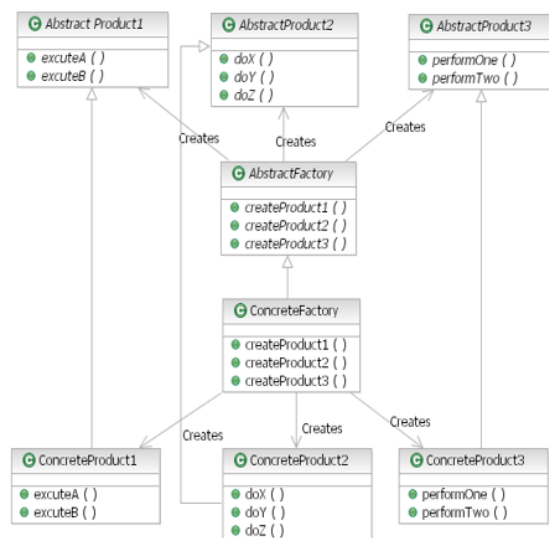 C Abstract Product1
C AbstractProduct2
C AbstractProduct3
excuteA ( )
excuteB ( )
doX ( )
doY ( )
doZ ( )
performOne ( )
performTwo ( )
Creates
Creates
Creates
C AbstractFactory
createProduct1 ( )
createProduct2 ( )
createProduct3 ( )
C ConcreteFactory
createProduct1 ( )
createProduct2 ( )
createProduct3 ( )
Creates
Creates
Creates
C ConcreteProduct1
C ConcreteProduct2
C ConcreteProduct3
excuteA ( )
excuteB ( )
doX ( )
doY ( )
doZ ( )
performOne ( )
performTwo ( )